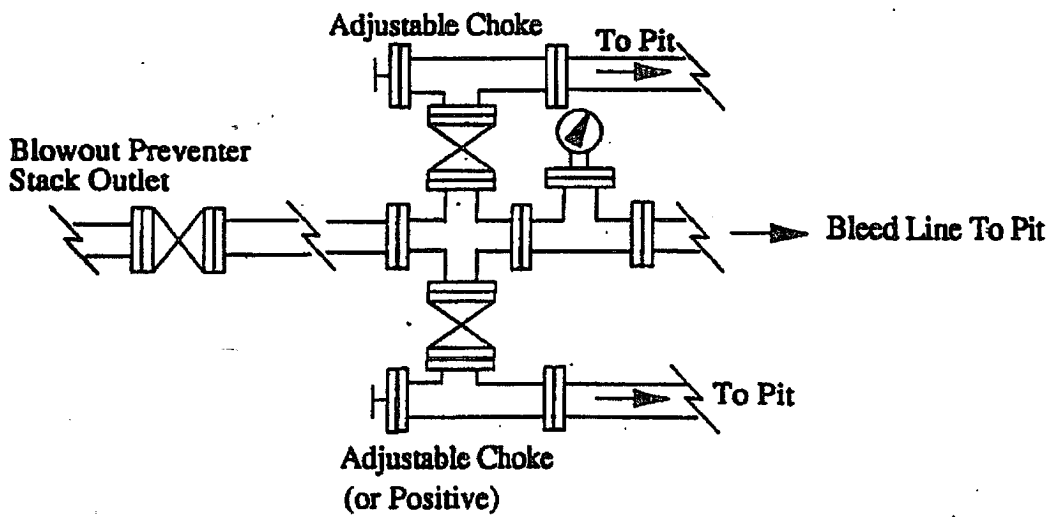 Adjustable Choke
To Pit
Blowout Preventer
Stack Outlet
Bleed Line To Pit
To Pit
Adjustable Choke
(or Positive)